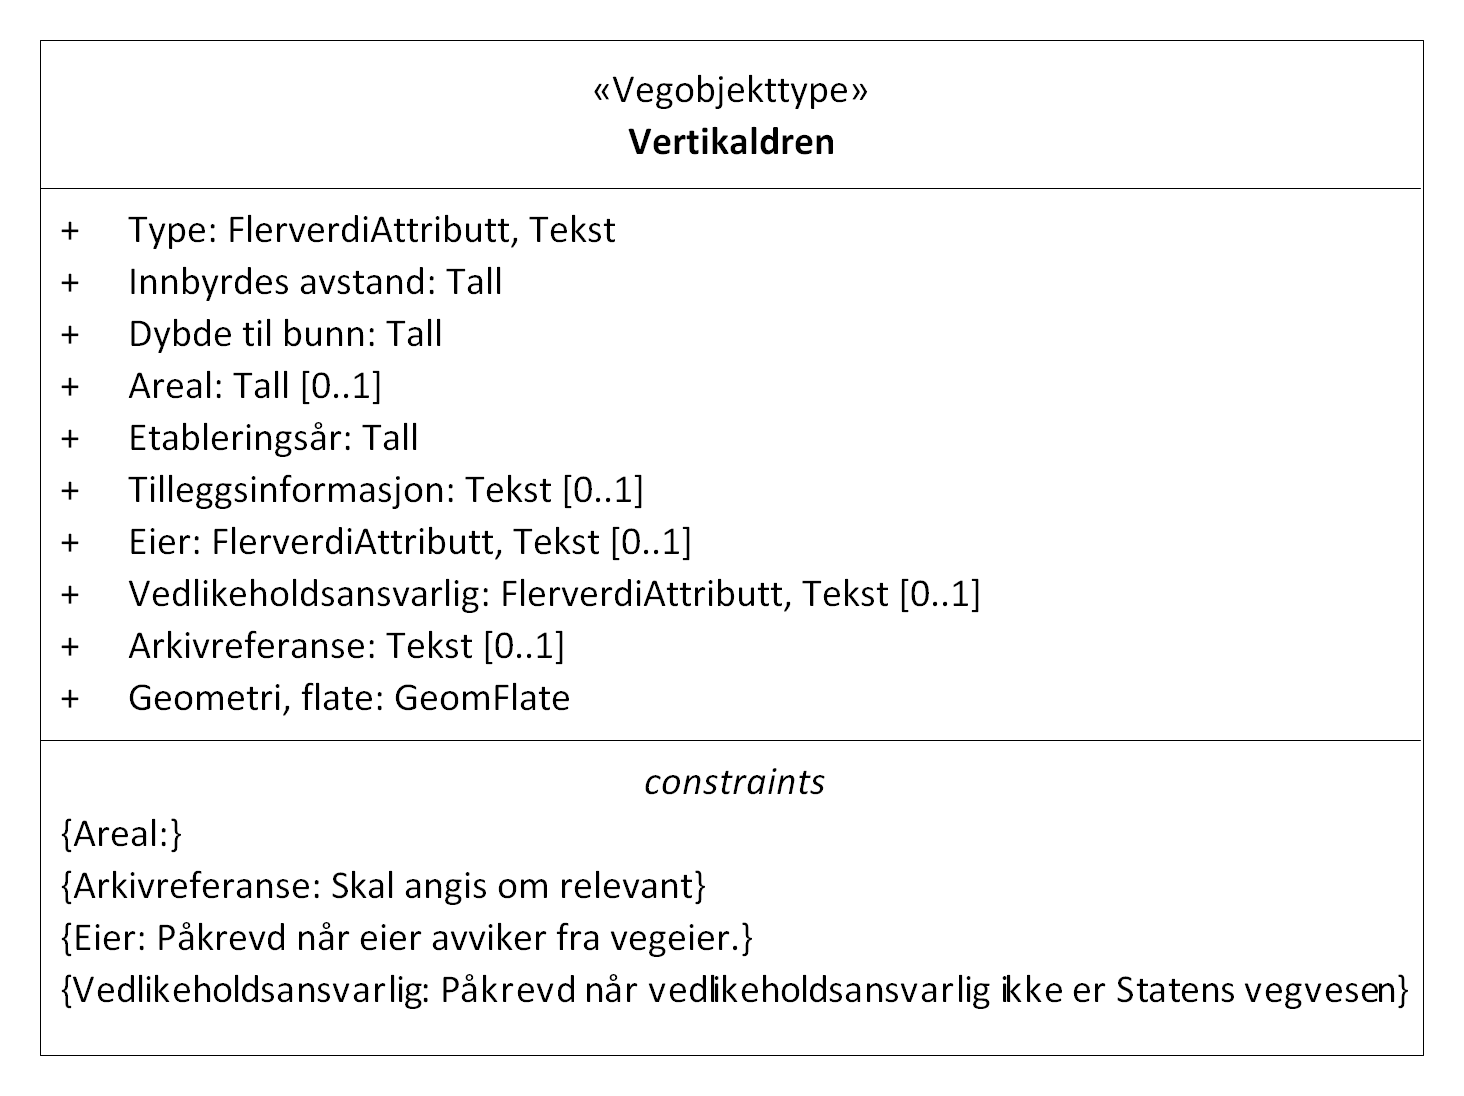 «Vegobjekttype»
Vertikaldren
+ Type: FlerverdiAttributt, Tekst
+ Innbyrdes avstand: Tall
+ Dybde til bunn: Tall
+ Areal: Tall [0..1]
+ Etableringsår: Tall
+ Tilleggsinformasjon: Tekst [0..1]
+ Eier: FlerverdiAttributt, Tekst [0..1]
+ Vedlikeholdsansvarlig: FlerverdiAttributt, Tekst [0..1]
+ Arkivreferanse: Tekst [0..1]
+ Geometri, flate: GeomFlate
constraints
{Areal:}
{Arkivreferanse: Skal angis om relevant}
{Eier: Påkrevd når eier avviker fra vegeier.}
{Vedlikeholdsansvarlig: Påkrevd når vedlikeholdsansvarlig ikke er Statens vegvesen}